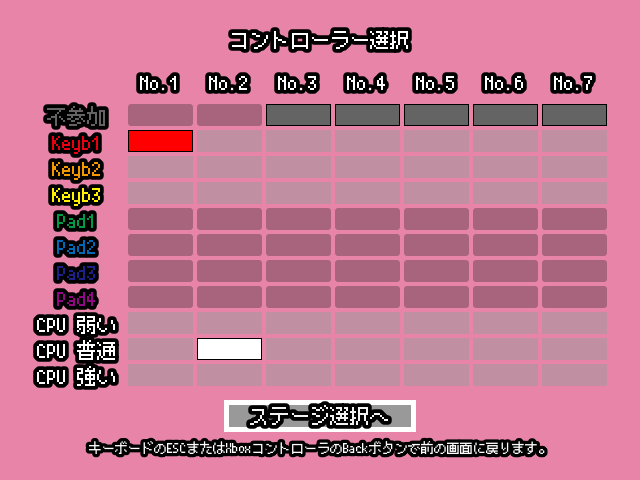 コントローラー選択
No.1 No.2 No.3 No.4 No.5 No.6 No.7
不参加
Keyb1
Keyb2
Keyb3
Pad1
Pad2
Pad3
Pad4
CPU 弱い
CPU 普通
CPU 強い
ステージ選択へ
キーボードのESCまたはXboxコントローラのBackボタンで前の画面に戻ります。